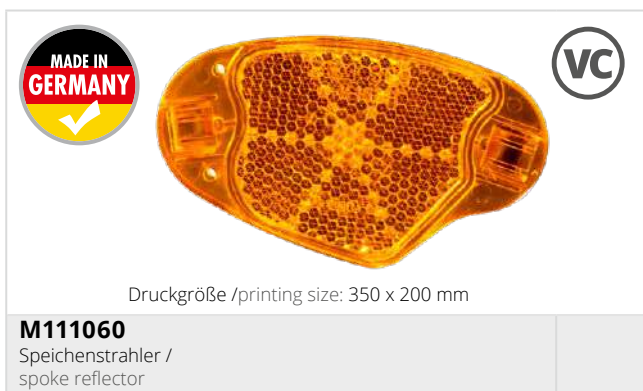 MADE IN
GERMANY
VC
Druckgröße /printing size: 350 x 200 mm
M111060
Speichenstrahler /
spoke reflector